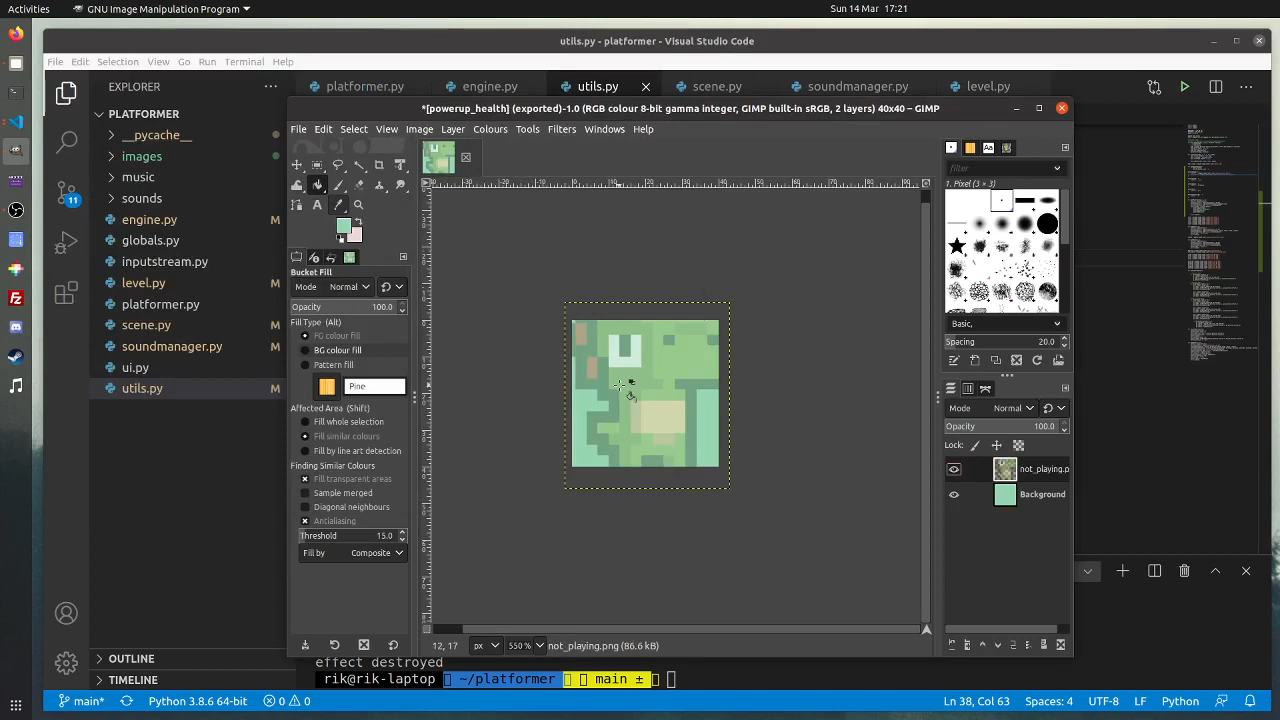 Activities
GNU Image Manipulation Program
Sun 14 Mar 17:21
utils.py - platformer - Visual Studio Code
File Edit Selection View Go Run Terminal Help
EXPLORER
platformer.py
engine.py
utils.py
scene.py
soundmanager.py
level.py
PLATFORMER
__pycache__
images
music
sounds
engine.py M
globals.py
inputstream.py
level.py M
platformer.py
scene.py M
soundmanager.py M
ui.py
utils.py M
11
*[powerup_health] (exported)-1.0 (RGB colour 8-bit gamma integer, GIMP built-in sRGB, 2 layers) 40x40 – GIMP
File Edit Select View Image Layer Colours Tools Filters Windows Help
Bucket Fill
Mode Normal
Opacity 100.0
Fill Type (Alt)
FG colour fill
BG colour fill
Pattern fill
Pine
Affected Area (Shift)
Fill whole selection
Fill similar colours
Fill by line art detection
Finding Similar Colours
Fill transparent areas
Sample merged
Diagonal neighbours
Antialiasing
Threshold 15.0
Fill by Composite
12, 17 px 550 % not_playing.png (86.6 kB)
filter
1. Pixel (3 × 3)
Basic,
Spacing 20.0
Mode Normal
Opacity 100.0
Lock:
not_playing.p
Background
OUTLINE
TIMELINE
effect destroyed
rik@rik-laptop ~/platformer main ±
main* Python 3.8.6 64-bit 0 0 Ln 38, Col 63 Spaces: 4 UTF-8 LF Python